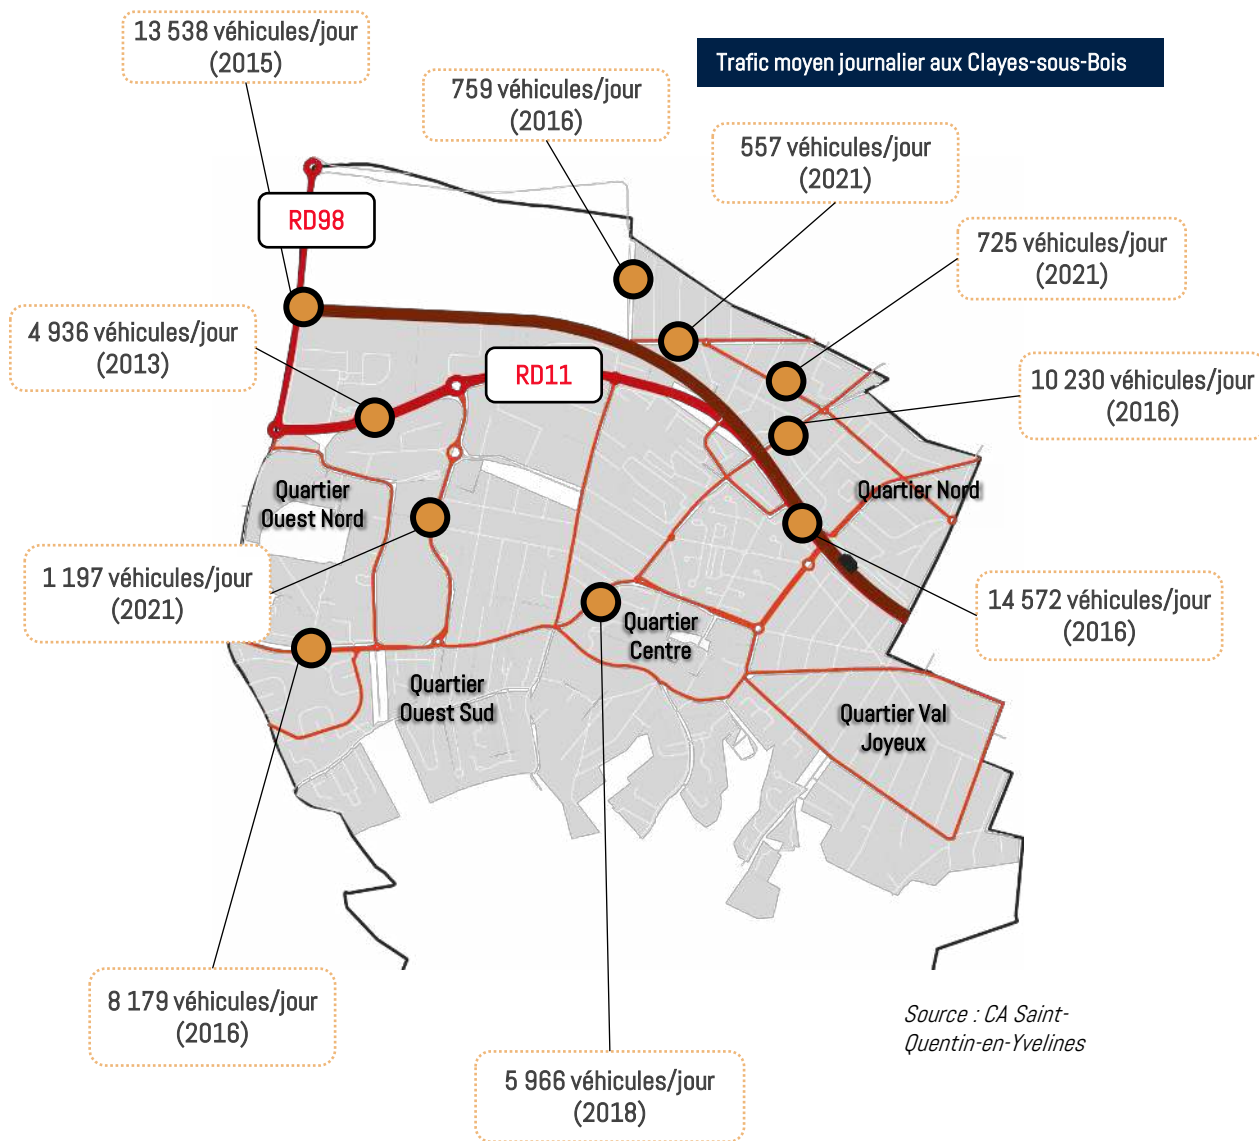 13 538 véhicules/jour
(2015)
Trafic moyen journalier aux Clayes-sous-Bois
759 véhicules/jour
(2016)
557 véhicules/jour
(2021)
RD98
725 véhicules/jour
(2021)
4 936 véhicules/jour
(2013)
RD11
10 230 véhicules/jour
(2016)
Quartier
Ouest Nord
Quartier Nord
1 197 véhicules/jour
(2021)
14 572 véhicules/jour
(2016)
Quartier
Centre
Quartier
Ouest Sud
Quartier Val
Joyeux
8 179 véhicules/jour
(2016)
Source : CA Saint-
Quentin-en-Yvelines
5 966 véhicules/jour
(2018)